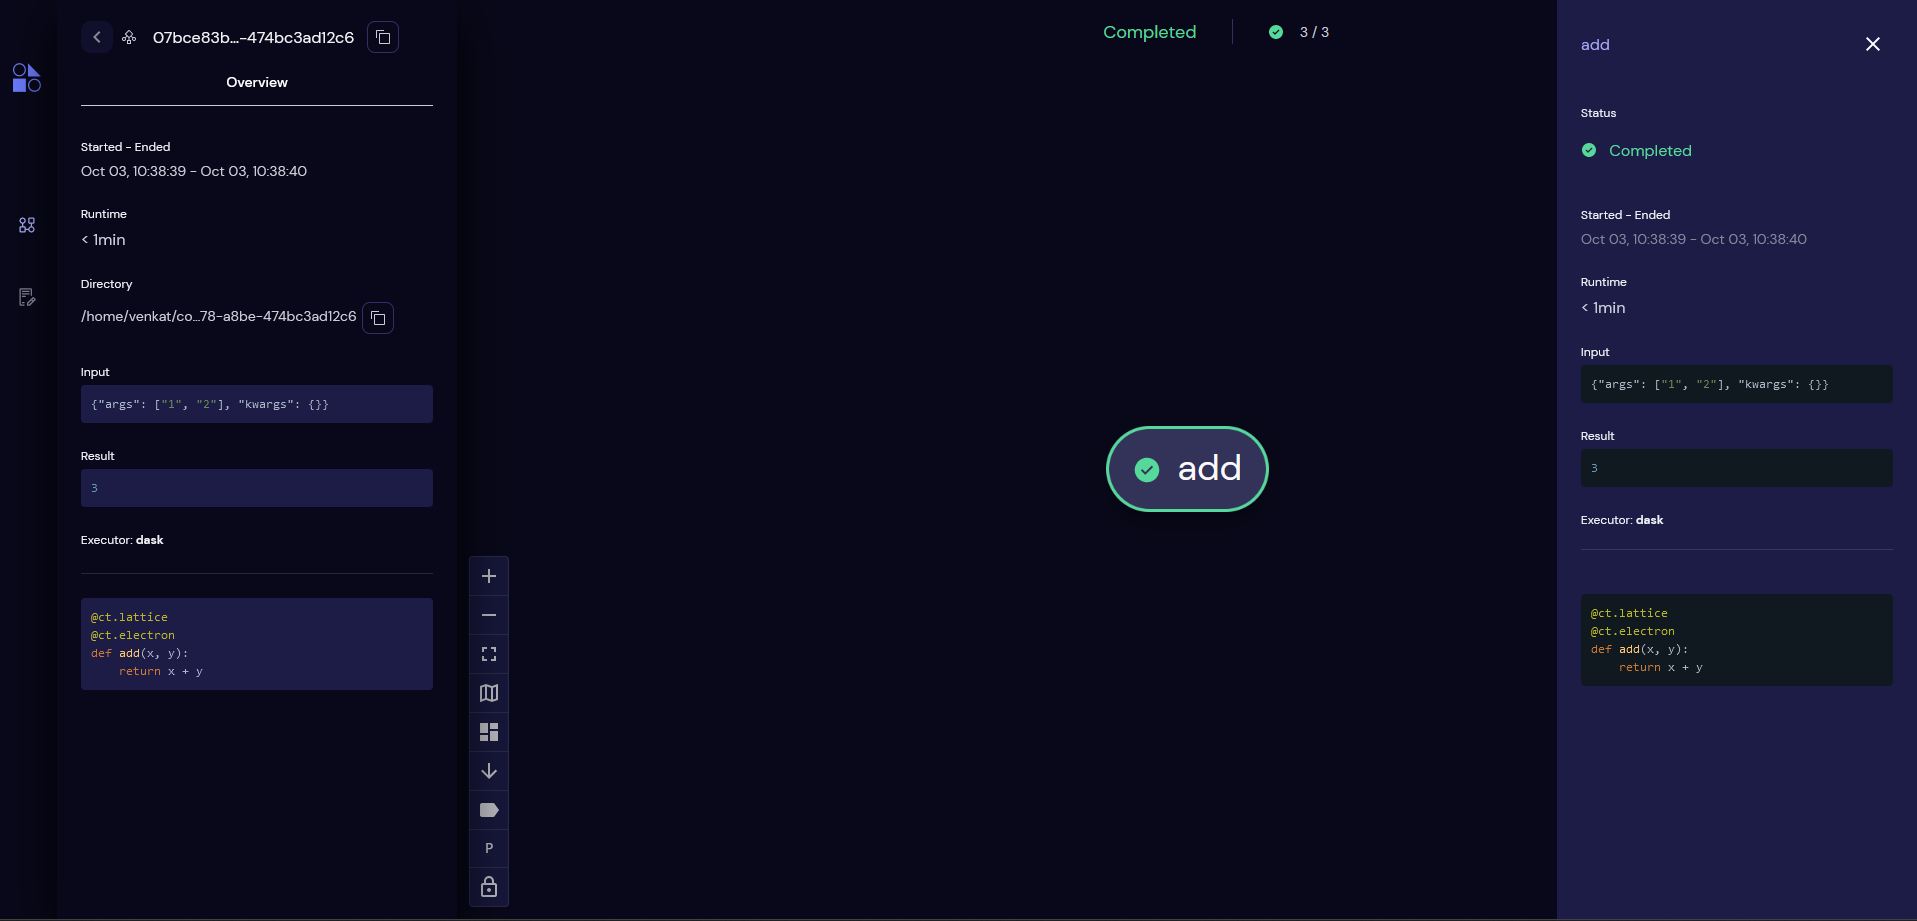 07bce83b...-474bc3ad12c6
Overview
Started - Ended
Oct 03, 10:38:39 - Oct 03, 10:38:40
Runtime
< 1min
Directory
/home/venkat/co...78-a8be-474bc3ad12c6
Input
{"args": ["1", "2"], "kwargs": {}}
Result
3
Executor: dask
@ct.lattice
@ct.electron
def add(x, y):
    return x + y
Completed
3 / 3
add
P
add
Status
Completed
Started - Ended
Oct 03, 10:38:39 - Oct 03, 10:38:40
Runtime
< 1min
Input
{"args": ["1", "2"], "kwargs": {}}
Result
3
Executor: dask
@ct.lattice
@ct.electron
def add(x, y):
    return x + y